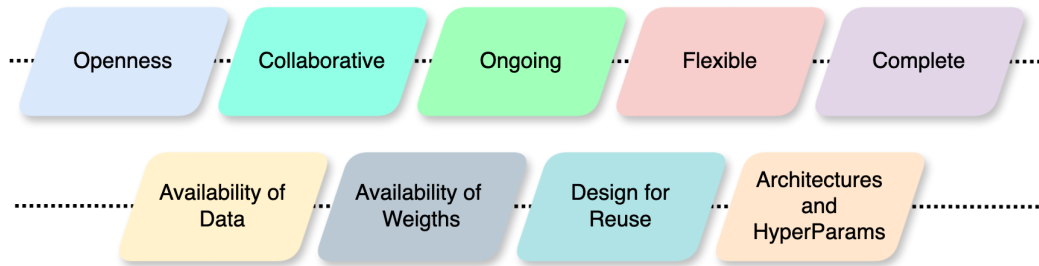 Openness
Collaborative
Ongoing
Flexible
Complete
Availability of
Data
Availability of
Weigths
Design for
Reuse
Architectures
and
HyperParams